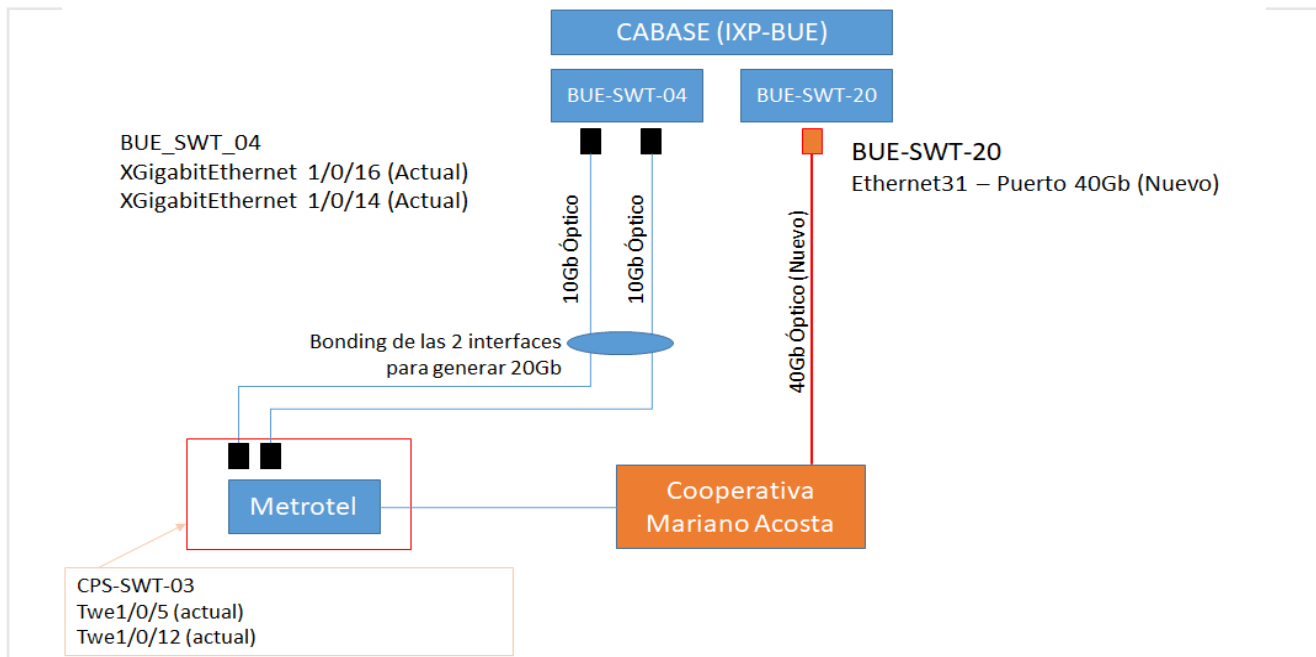 CABASE (IXP-BUE)
BUE-SWT-04
BUE-SWT-20
BUE_SWT_04
XGigabitEthernet 1/0/16 (Actual)
XGigabitEthernet 1/0/14 (Actual)
BUE-SWT-20
Ethernet31 – Puerto 40Gb (Nuevo)
10Gb Óptico
10Gb Óptico
40Gb Óptico (Nuevo)
Bonding de las 2 interfaces
para generar 20Gb
Metrotel
Cooperativa
Mariano Acosta
CPS-SWT-03
Twe1/0/5 (actual)
Twe1/0/12 (actual)